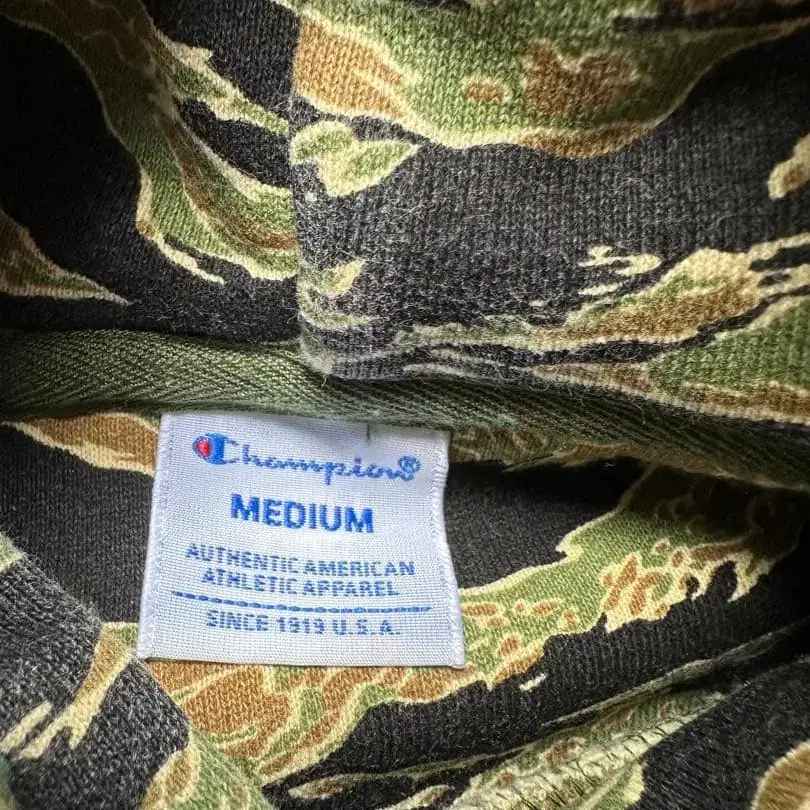 Champion®
MEDIUM
AUTHENTIC AMERICAN
ATHLETIC APPAREL
SINCE 1919 U.S.A.